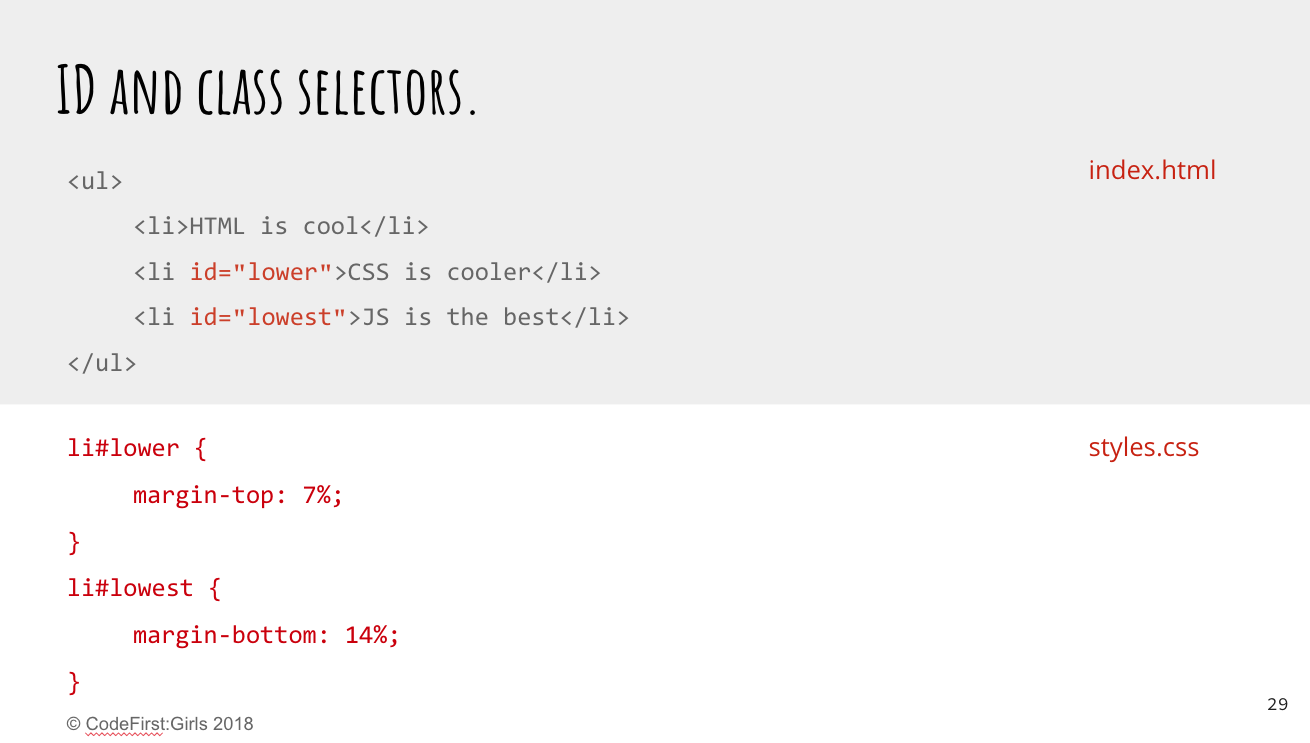 ID AND CLASS SELECTORS.
index.html
<ul>
<li>HTML is cool</li>
<li id="lower">CSS is cooler</li>
<li id="lowest">JS is the best</li>
</ul>
styles.css
li#lower {
margin-top: 7%;
}
li#lowest {
margin-bottom: 14%;
}
29
© CodeFirst:Girls 2018